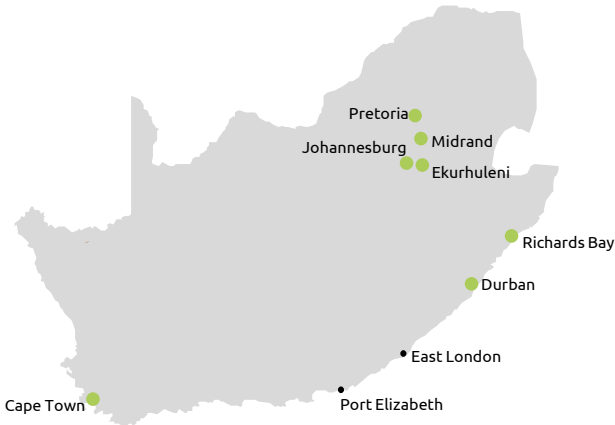 Pretoria
Midrand
Johannesburg
Ekurhuleni
Richards Bay
Durban
East London
Port Elizabeth
Cape Town